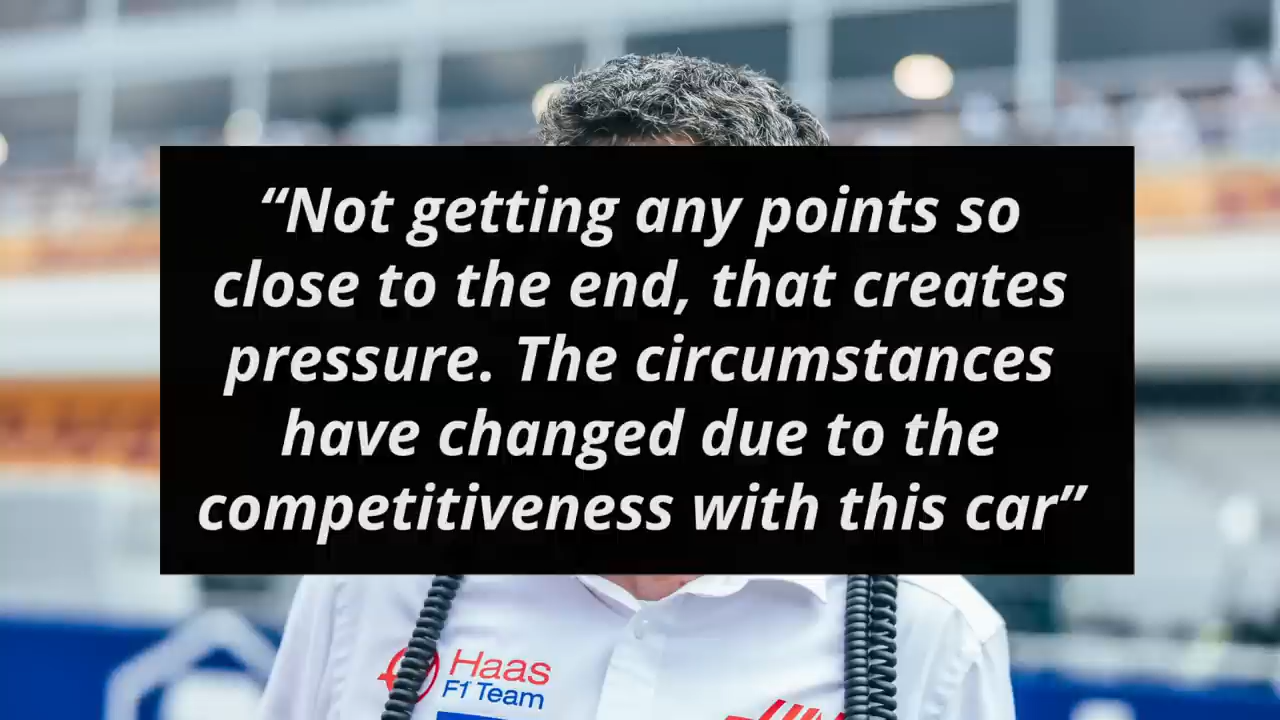 “Not getting any points so
close to the end, that creates
pressure. The circumstances
have changed due to the
competitiveness with this car”
Haas
F1 Team